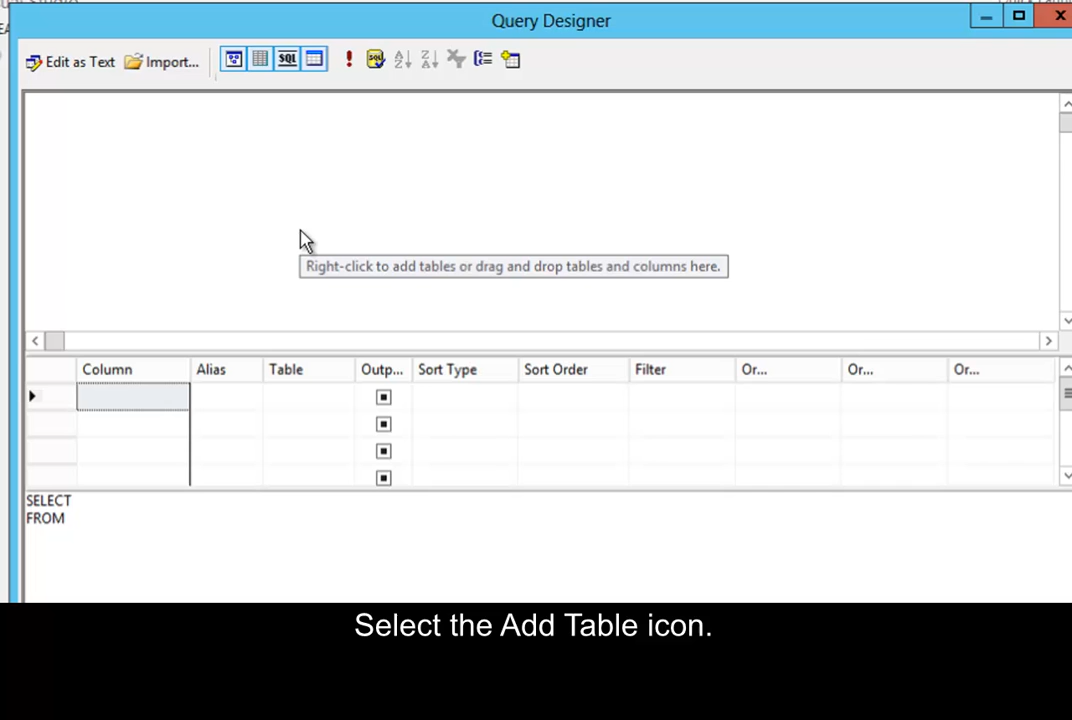 Query Designer
Edit as Text Import... SQL SQL A Z Z A
Right-click to add tables or drag and drop tables and columns here.
Column Alias Table Outp... Sort Type Sort Order Filter Or... Or... Or...
SELECT
FROM
Select the Add Table icon.